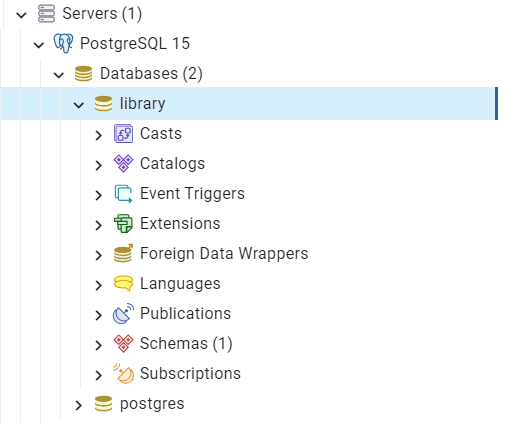 Servers (1)
PostgreSQL 15
Databases (2)
library
Casts
Catalogs
Event Triggers
Extensions
Foreign Data Wrappers
Languages
Publications
Schemas (1)
Subscriptions
postgres